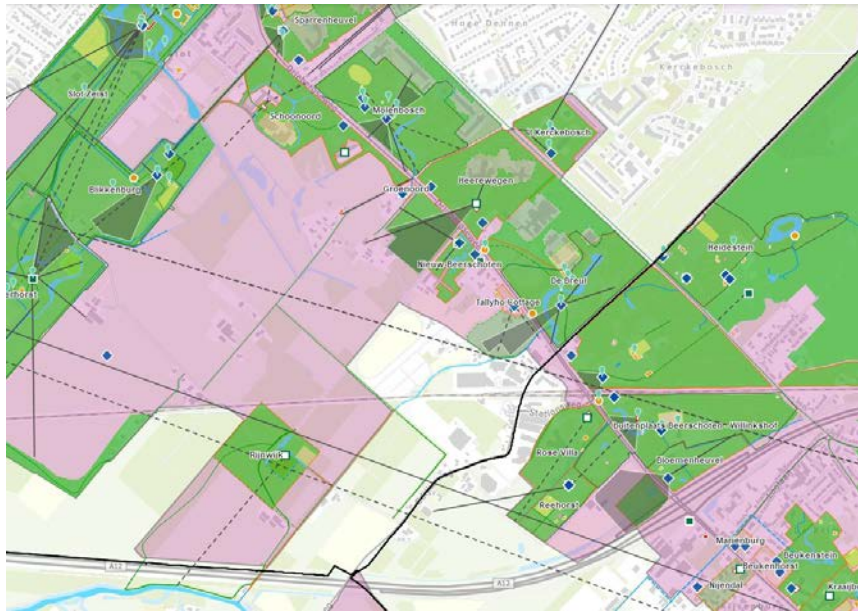 Sparrenheuvel
Hoge Dennen
Kerckebosch
Slot Zeist
Schoonoord
Molenbosch
't Kerckebosch
Blikkenburg
Groenoord
Heerewegen
Heidestein
Nieuw Beerschoten
De Breul
Tallyho Cottage
Rijnwijk
Rose Villa
Buitenplaats Beerschoten - Willinkshof
Bloemenheuvel
Reehorst
A12
A12
Mariënburg
Beukenstein
Beukenhorst
Nijendal